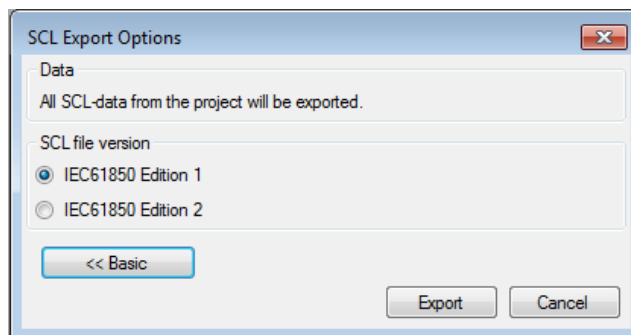 SCL Export Options
Data
All SCL-data from the project will be exported.
SCL file version
IEC61850 Edition 1
IEC61850 Edition 2
<< Basic
Export Cancel